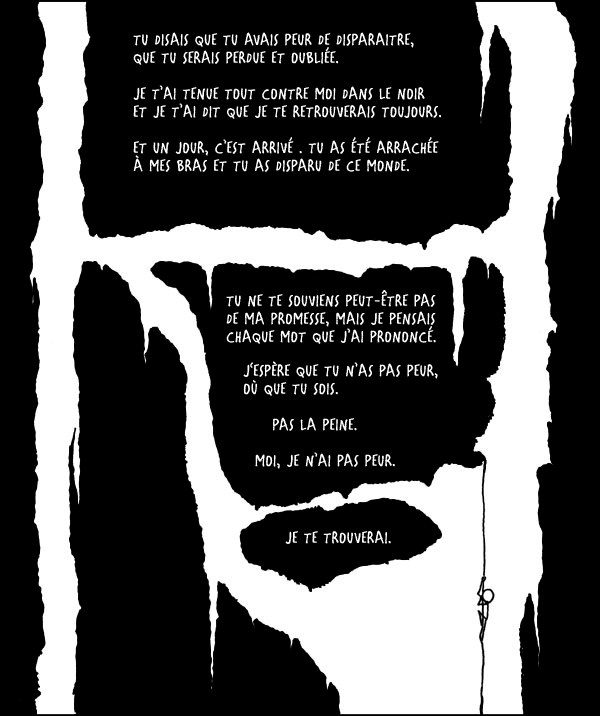 TU DISAIS QUE TU AVAIS PEUR DE DISPARAITRE,
QUE TU SERAIS PERDUE ET OUBLIÉE.
JE T'AI TENUE TOUT CONTRE MOI DANS LE NOIR
ET JE T'AI DIT QUE JE TE RETROUVERAIS TOUJOURS.
ET UN JOUR, C'EST ARRIVÉ . TU AS ÉTÉ ARRACHÉE
À MES BRAS ET TU AS DISPARU DE CE MONDE.
TU NE TE SOUVIENS PEUT-ÊTRE PAS
DE MA PROMESSE, MAIS JE PENSAIS
CHAQUE MOT QUE J'AI PRONONCÉ.
J'ESPÈRE QUE TU N'AS PAS PEUR,
OÙ QUE TU SOIS.
PAS LA PEINE.
MOI, JE N'AI PAS PEUR.
JE TE TROUVERAI.